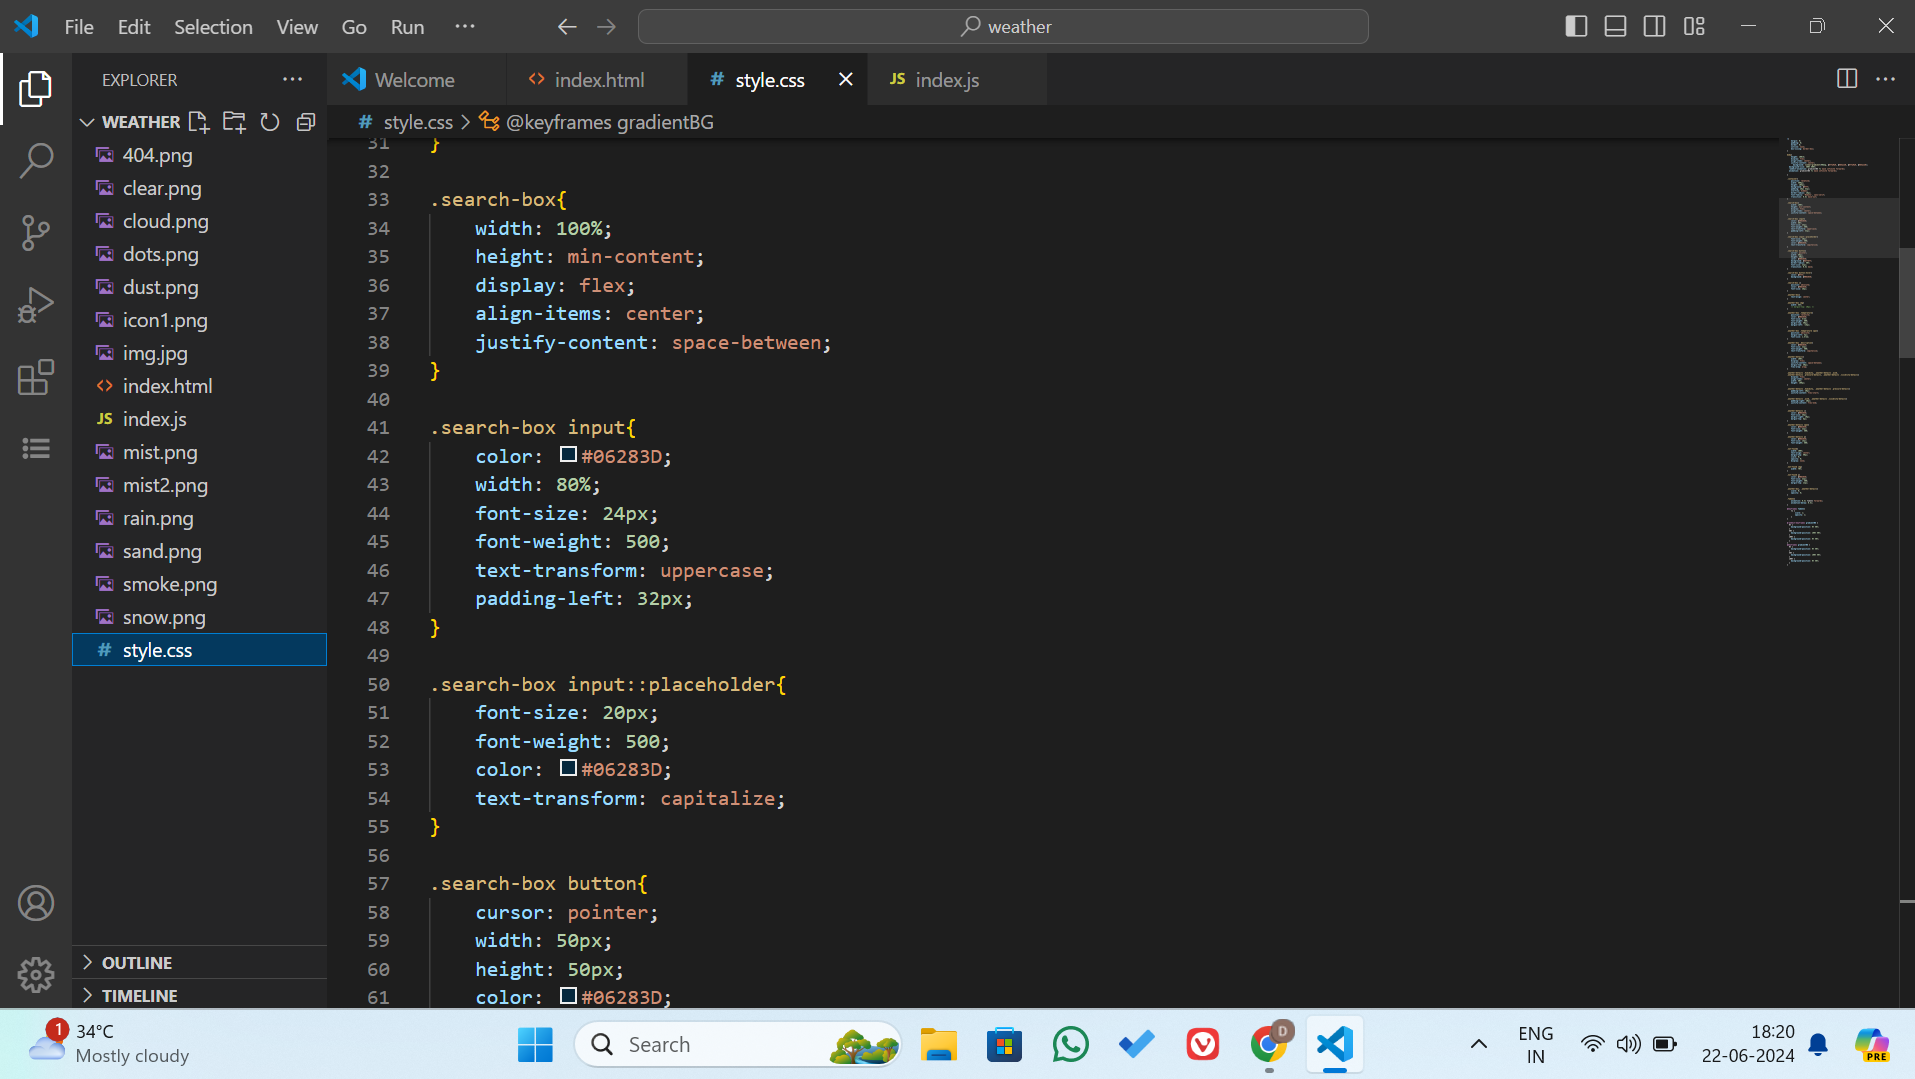 File Edit Selection View Go Run ···
weather
EXPLORER ···
Welcome
index.html
# style.css
JS index.js
# style.css > @keyframes gradientBG
WEATHER
404.png
clear.png
cloud.png
dots.png
dust.png
icon1.png
img.jpg
<> index.html
JS index.js
mist.png
mist2.png
rain.png
sand.png
smoke.png
snow.png
# style.css
OUTLINE
TIMELINE
31 }
32
33 .search-box{
34 width: 100%;
35 height: min-content;
36 display: flex;
37 align-items: center;
38 justify-content: space-between;
39 }
40
41 .search-box input{
42 color: #06283D;
43 width: 80%;
44 font-size: 24px;
45 font-weight: 500;
46 text-transform: uppercase;
47 padding-left: 32px;
48 }
49
50 .search-box input::placeholder{
51 font-size: 20px;
52 font-weight: 500;
53 color: #06283D;
54 text-transform: capitalize;
55 }
56
57 .search-box button{
58 cursor: pointer;
59 width: 50px;
60 height: 50px;
61 color: #06283D;
1
34°C
Mostly cloudy
Search
D
ENG
IN
18:20
22-06-2024
PRE